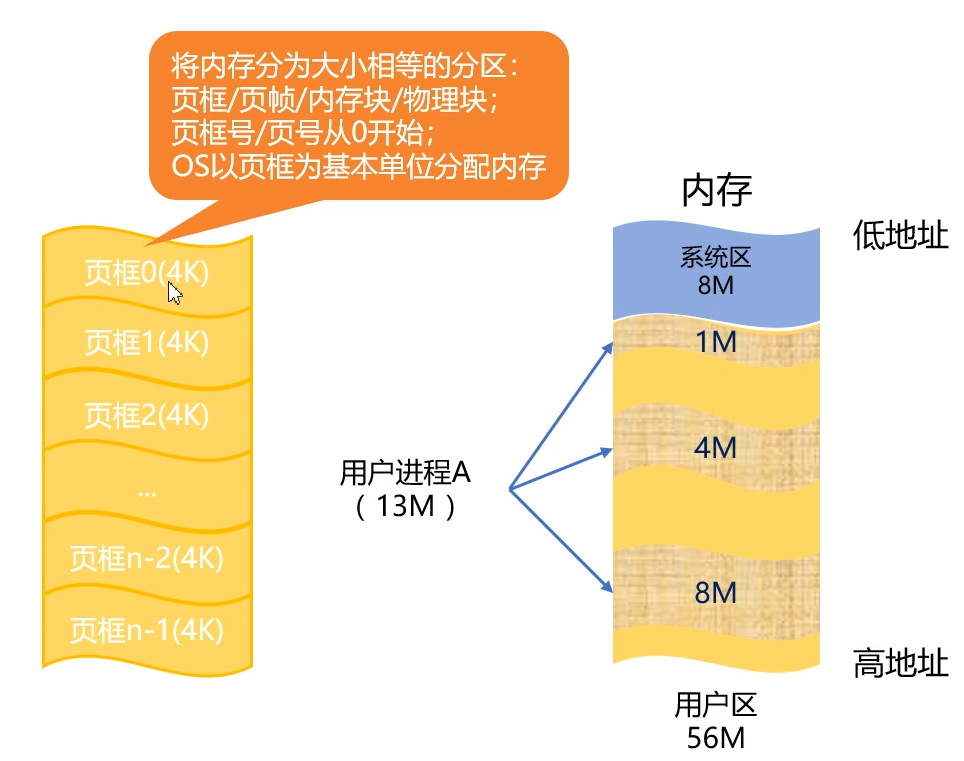 将内存分为大小相等的分区：
页框/页帧/内存块/物理块；
页框号/页号从0开始；
OS以页框为基本单位分配内存
页框0(4K)
页框1(4K)
页框2(4K)
...
页框n-2(4K)
页框n-1(4K)
用户进程A
（13M）
内存
低地址
系统区
8M
1M
4M
8M
高地址
用户区
56M